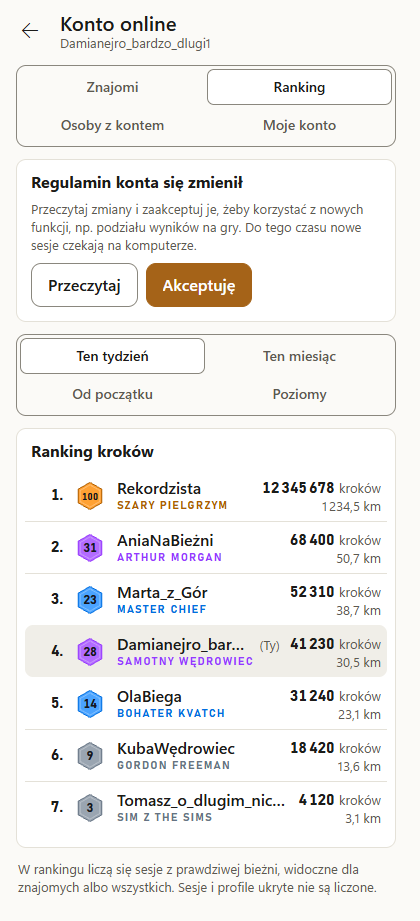 Konto online
Damianejro_bardzo_dlugi1
Znajomi
Ranking
Osoby z kontem
Moje konto
Regulamin konta się zmienił
Przeczytaj zmiany i zaakceptuj je, żeby korzystać z nowych
funkcji, np. podziału wyników na gry. Do tego czasu nowe
sesje czekają na komputerze.
Przeczytaj
Akceptuję
Ten tydzień
Ten miesiąc
Od początku
Poziomy
Ranking kroków
1. 100 Rekordzista 12 345 678 kroków
SZARY PIELGRZYM 1 234,5 km
2. 31 AniaNaBieżni 68 400 kroków
ARTHUR MORGAN 50,7 km
3. 23 Marta_z_Gór 52 310 kroków
MASTER CHIEF 38,7 km
4. 28 Damianejro_bar... (Ty) 41 230 kroków
SAMOTNY WĘDROWIEC 30,5 km
5. 14 OlaBiega 31 240 kroków
BOHATER KVATCH 23,1 km
6. 9 KubaWędrowiec 18 420 kroków
GORDON FREEMAN 13,6 km
7. 3 Tomasz_o_dlugim_nic... 4 120 kroków
SIM Z THE SIMS 3,1 km
W rankingu liczą się sesje z prawdziwej bieżni, widoczne dla
znajomych albo wszystkich. Sesje i profile ukryte nie są liczone.